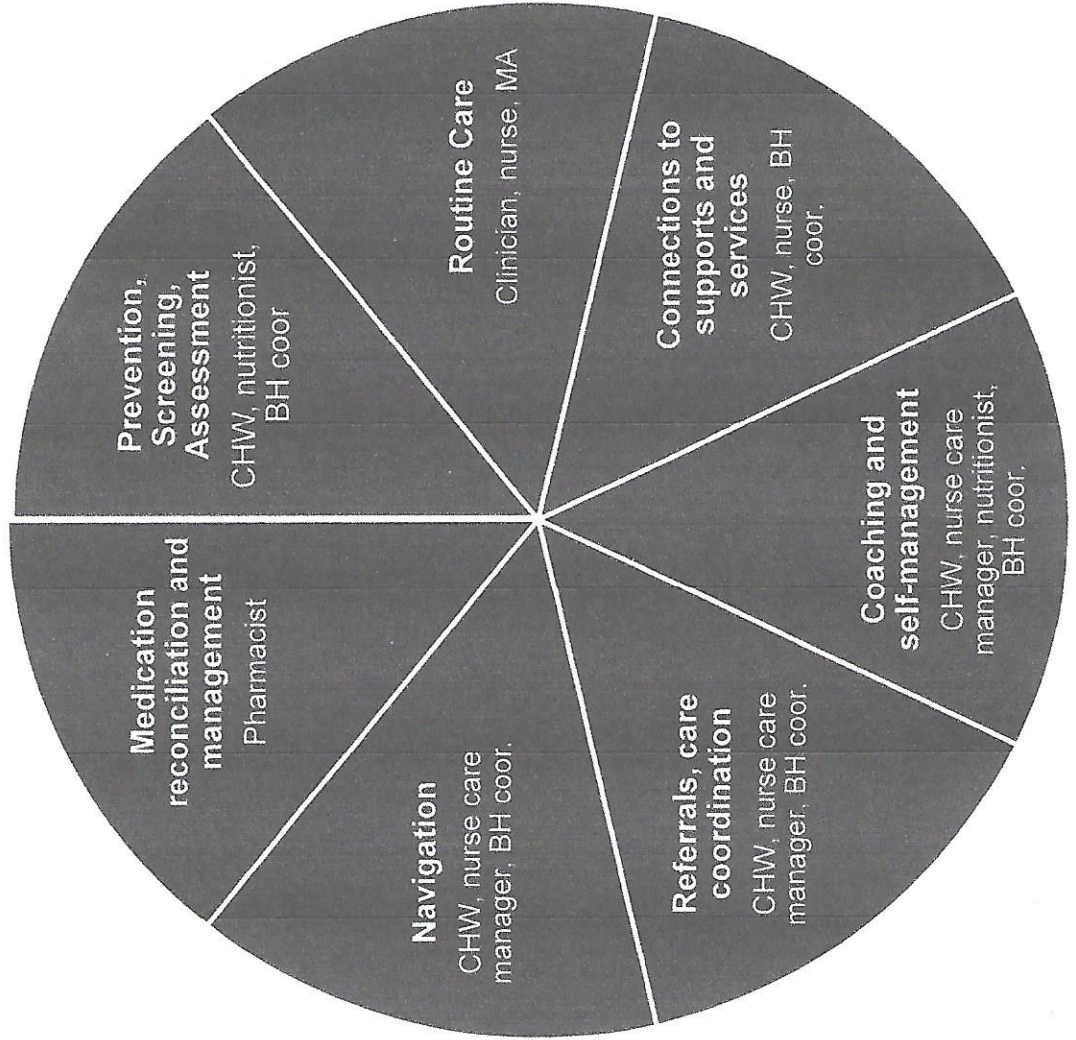 Prevention,
Screening,
Assessment
CHW, nutritionist,
BH coor
Routine Care
Clinician, nurse, MA
Connections to
supports and
services
CHW, nurse, BH
coor.
Coaching and
self-management
CHW, nurse care
manager, nutritionist,
BH coor.
Referrals, care
coordination
CHW, nurse care
manager, BH coor.
Navigation
CHW, nurse care
manager, BH coor.
Medication
reconciliation and
management
Pharmacist